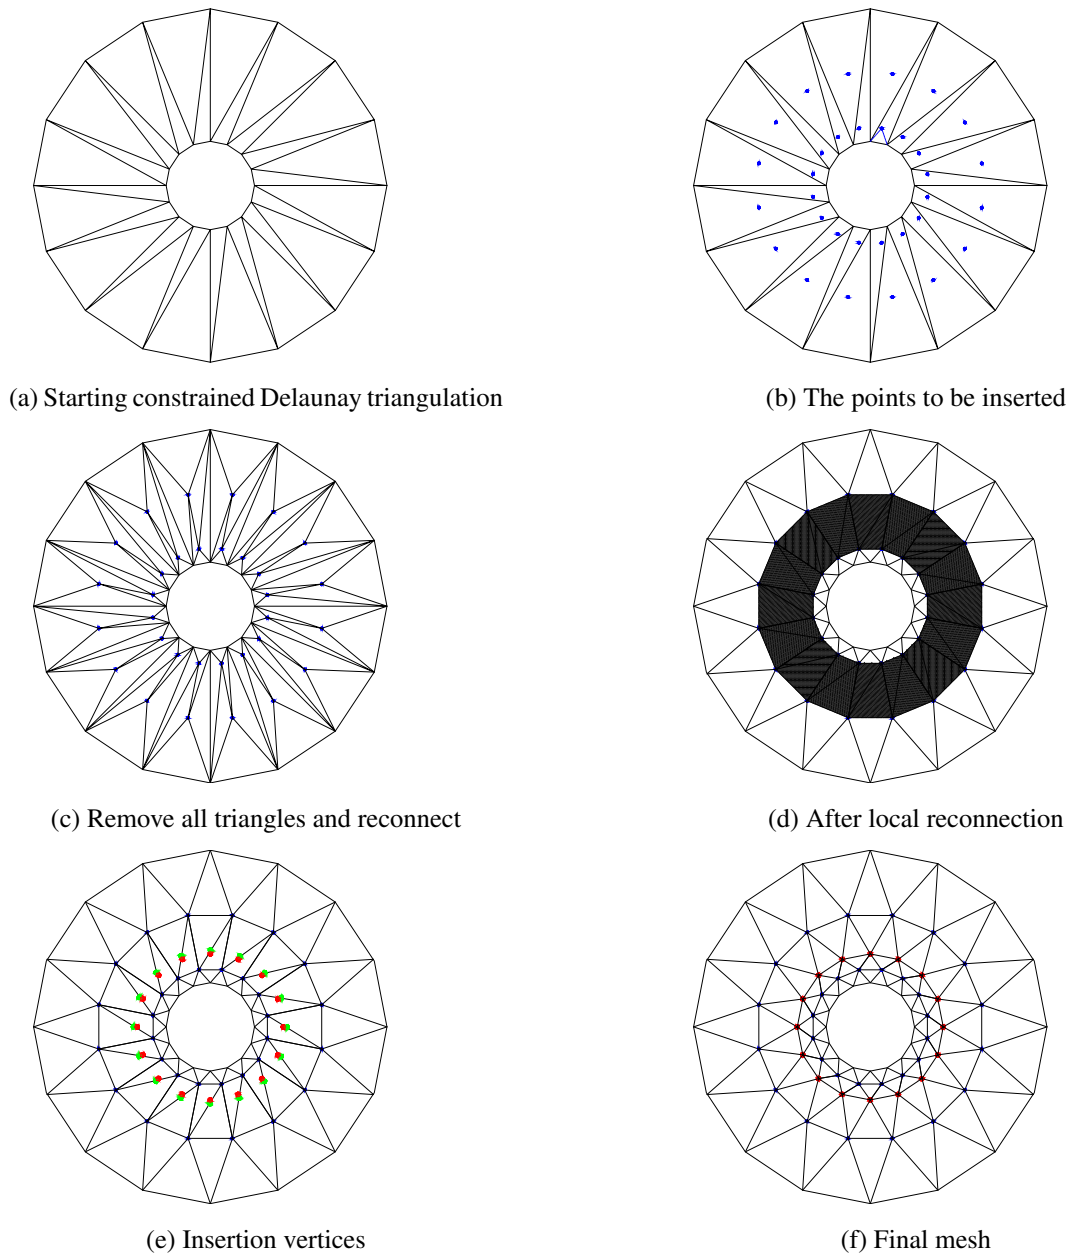 (a) Starting constrained Delaunay triangulation
(b) The points to be inserted
(c) Remove all triangles and reconnect
(d) After local reconnection
(e) Insertion vertices
(f) Final mesh